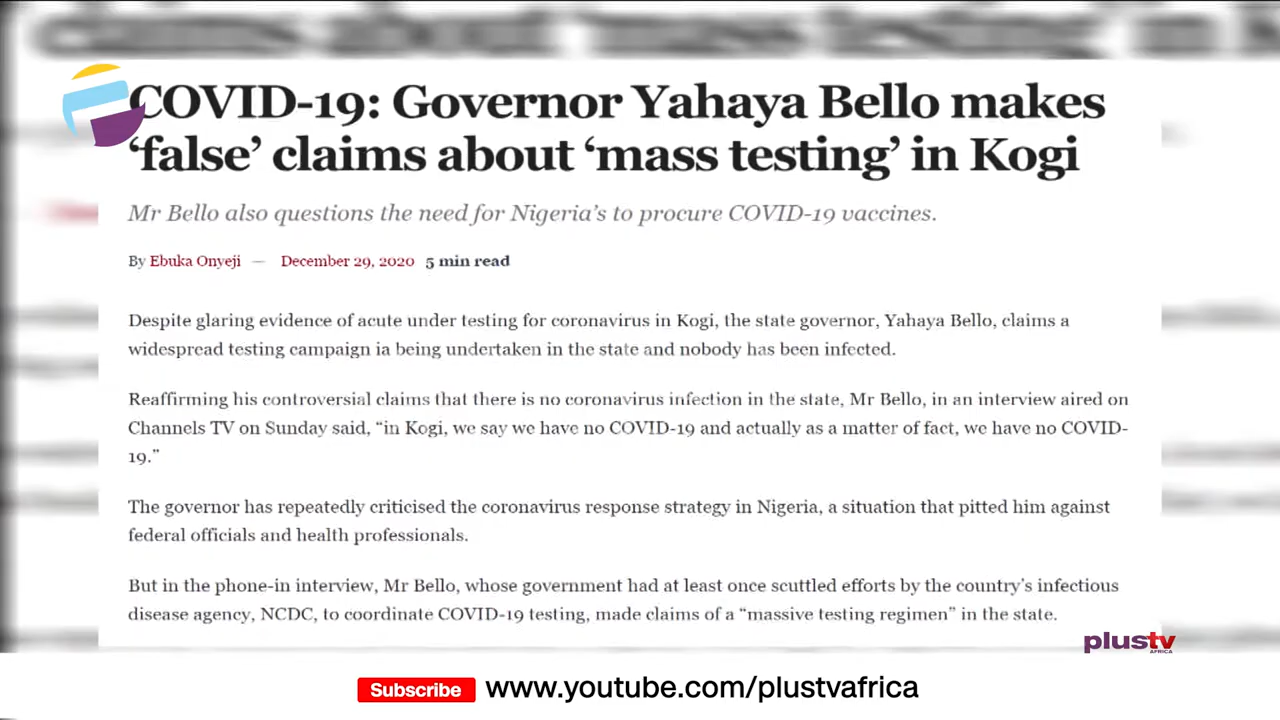 COVID-19: Governor Yahaya Bello makes
‘false’ claims about ‘mass testing’ in Kogi
Mr Bello also questions the need for Nigeria’s to procure COVID-19 vaccines.
By Ebuka Onyeji — December 29, 2020 5 min read
Despite glaring evidence of acute under testing for coronavirus in Kogi, the state governor, Yahaya Bello, claims a
widespread testing campaign ia being undertaken in the state and nobody has been infected.
Reaffirming his controversial claims that there is no coronavirus infection in the state, Mr Bello, in an interview aired on
Channels TV on Sunday said, “in Kogi, we say we have no COVID-19 and actually as a matter of fact, we have no COVID-
19.”
The governor has repeatedly criticised the coronavirus response strategy in Nigeria, a situation that pitted him against
federal officials and health professionals.
But in the phone-in interview, Mr Bello, whose government had at least once scuttled efforts by the country’s infectious
disease agency, NCDC, to coordinate COVID-19 testing, made claims of a “massive testing regimen” in the state.
plustv
AFRICA
Subscribe www.youtube.com/plustvafrica